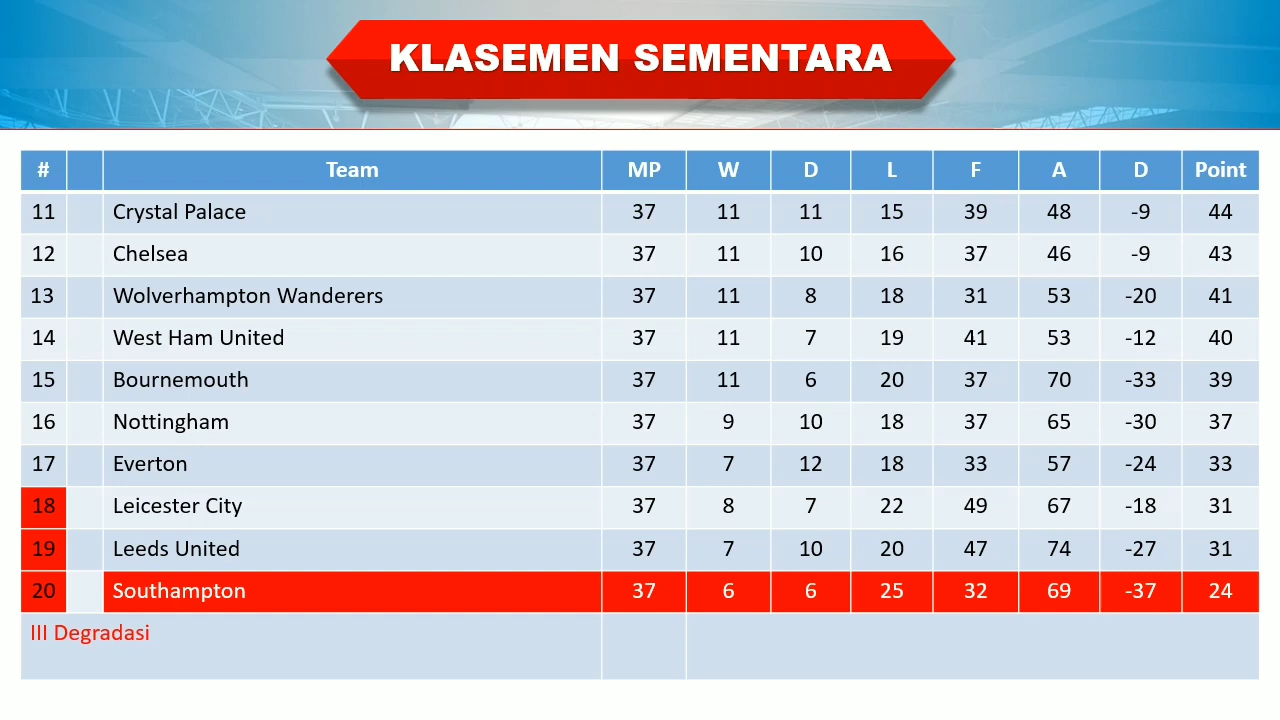 KLASEMEN SEMENTARA
# Team MP W D L F A D Point
11 Crystal Palace 37 11 11 15 39 48 -9 44
12 Chelsea 37 11 10 16 37 46 -9 43
13 Wolverhampton Wanderers 37 11 8 18 31 53 -20 41
14 West Ham United 37 11 7 19 41 53 -12 40
15 Bournemouth 37 11 6 20 37 70 -33 39
16 Nottingham 37 9 10 18 37 65 -30 37
17 Everton 37 7 12 18 33 57 -24 33
18 Leicester City 37 8 7 22 49 67 -18 31
19 Leeds United 37 7 10 20 47 74 -27 31
20 Southampton 37 6 6 25 32 69 -37 24
III Degradasi